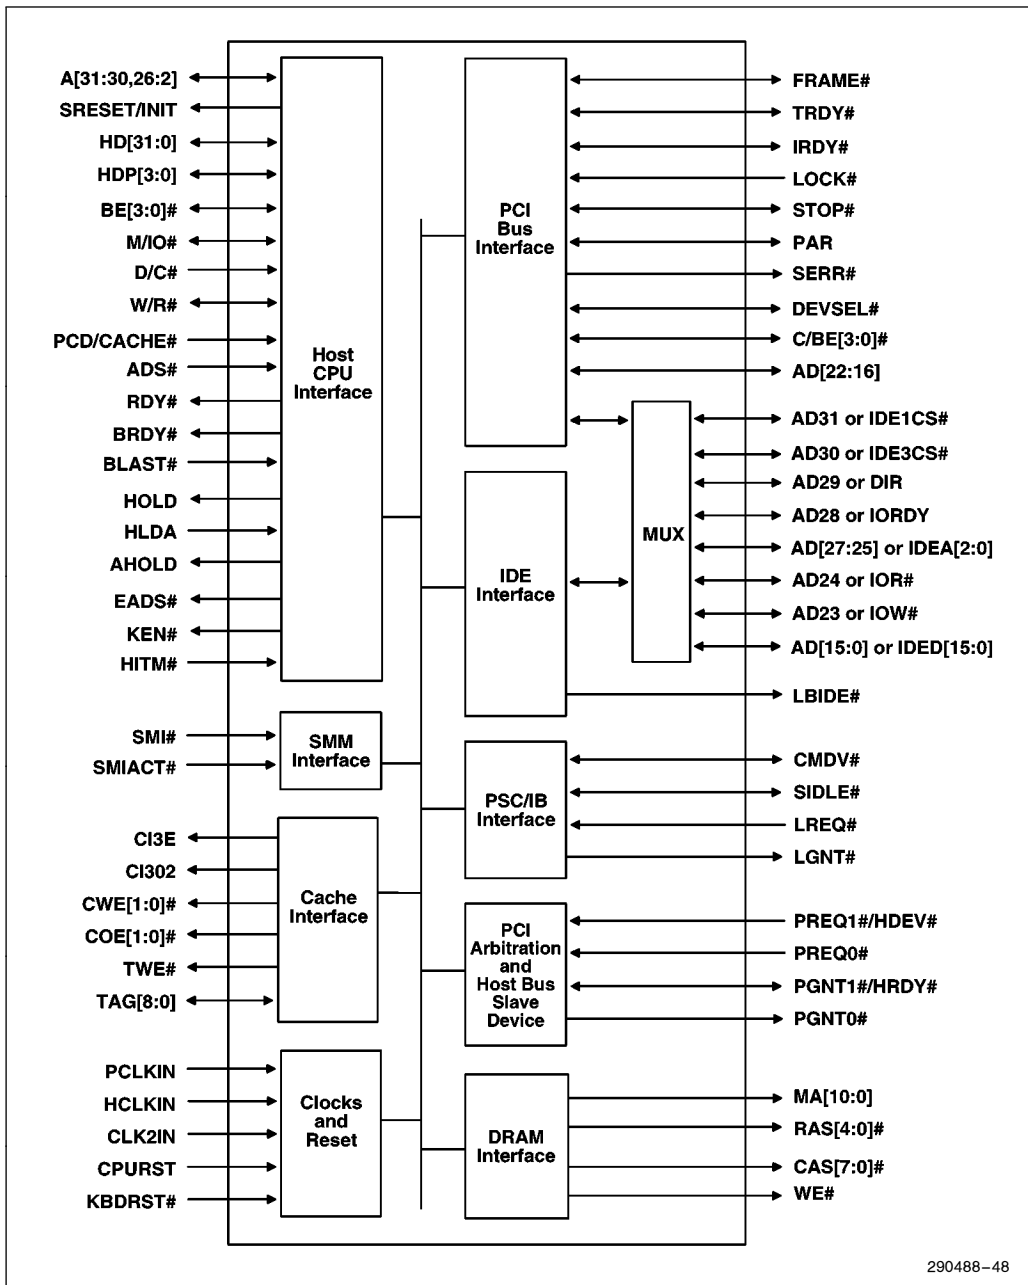 A[31:30,26:2]
SRESET/INIT
HD[31:0]
HDP[3:0]
BE[3:0]#
M/IO#
D/C#
W/R#
PCD/CACHE#
ADS#
RDY#
BRDY#
BLAST#
HOLD
HLDA
AHOLD
EADS#
KEN#
HITM#
SMI#
SMIACT#
CI3E
CI302
CWE[1:0]#
COE[1:0]#
TWE#
TAG[8:0]
PCLKIN
HCLKIN
CLK2IN
CPURST
KBDRST#
Host
CPU
Interface
SMM
Interface
Cache
Interface
Clocks
and
Reset
PCI
Bus
Interface
IDE
Interface
PSC/IB
Interface
PCI
Arbitration
and
Host Bus
Slave
Device
DRAM
Interface
MUX
FRAME#
TRDY#
IRDY#
LOCK#
STOP#
PAR
SERR#
DEVSEL#
C/BE[3:0]#
AD[22:16]
AD31 or IDE1CS#
AD30 or IDE3CS#
AD29 or DIR
AD28 or IORDY
AD[27:25] or IDEA[2:0]
AD24 or IOR#
AD23 or IOW#
AD[15:0] or IDED[15:0]
LBIDE#
CMDV#
SIDLE#
LREQ#
LGNT#
PREQ1#/HDEV#
PREQ0#
PGNT1#/HRDY#
PGNT0#
MA[10:0]
RAS[4:0]#
CAS[7:0]#
WE#
290488–48